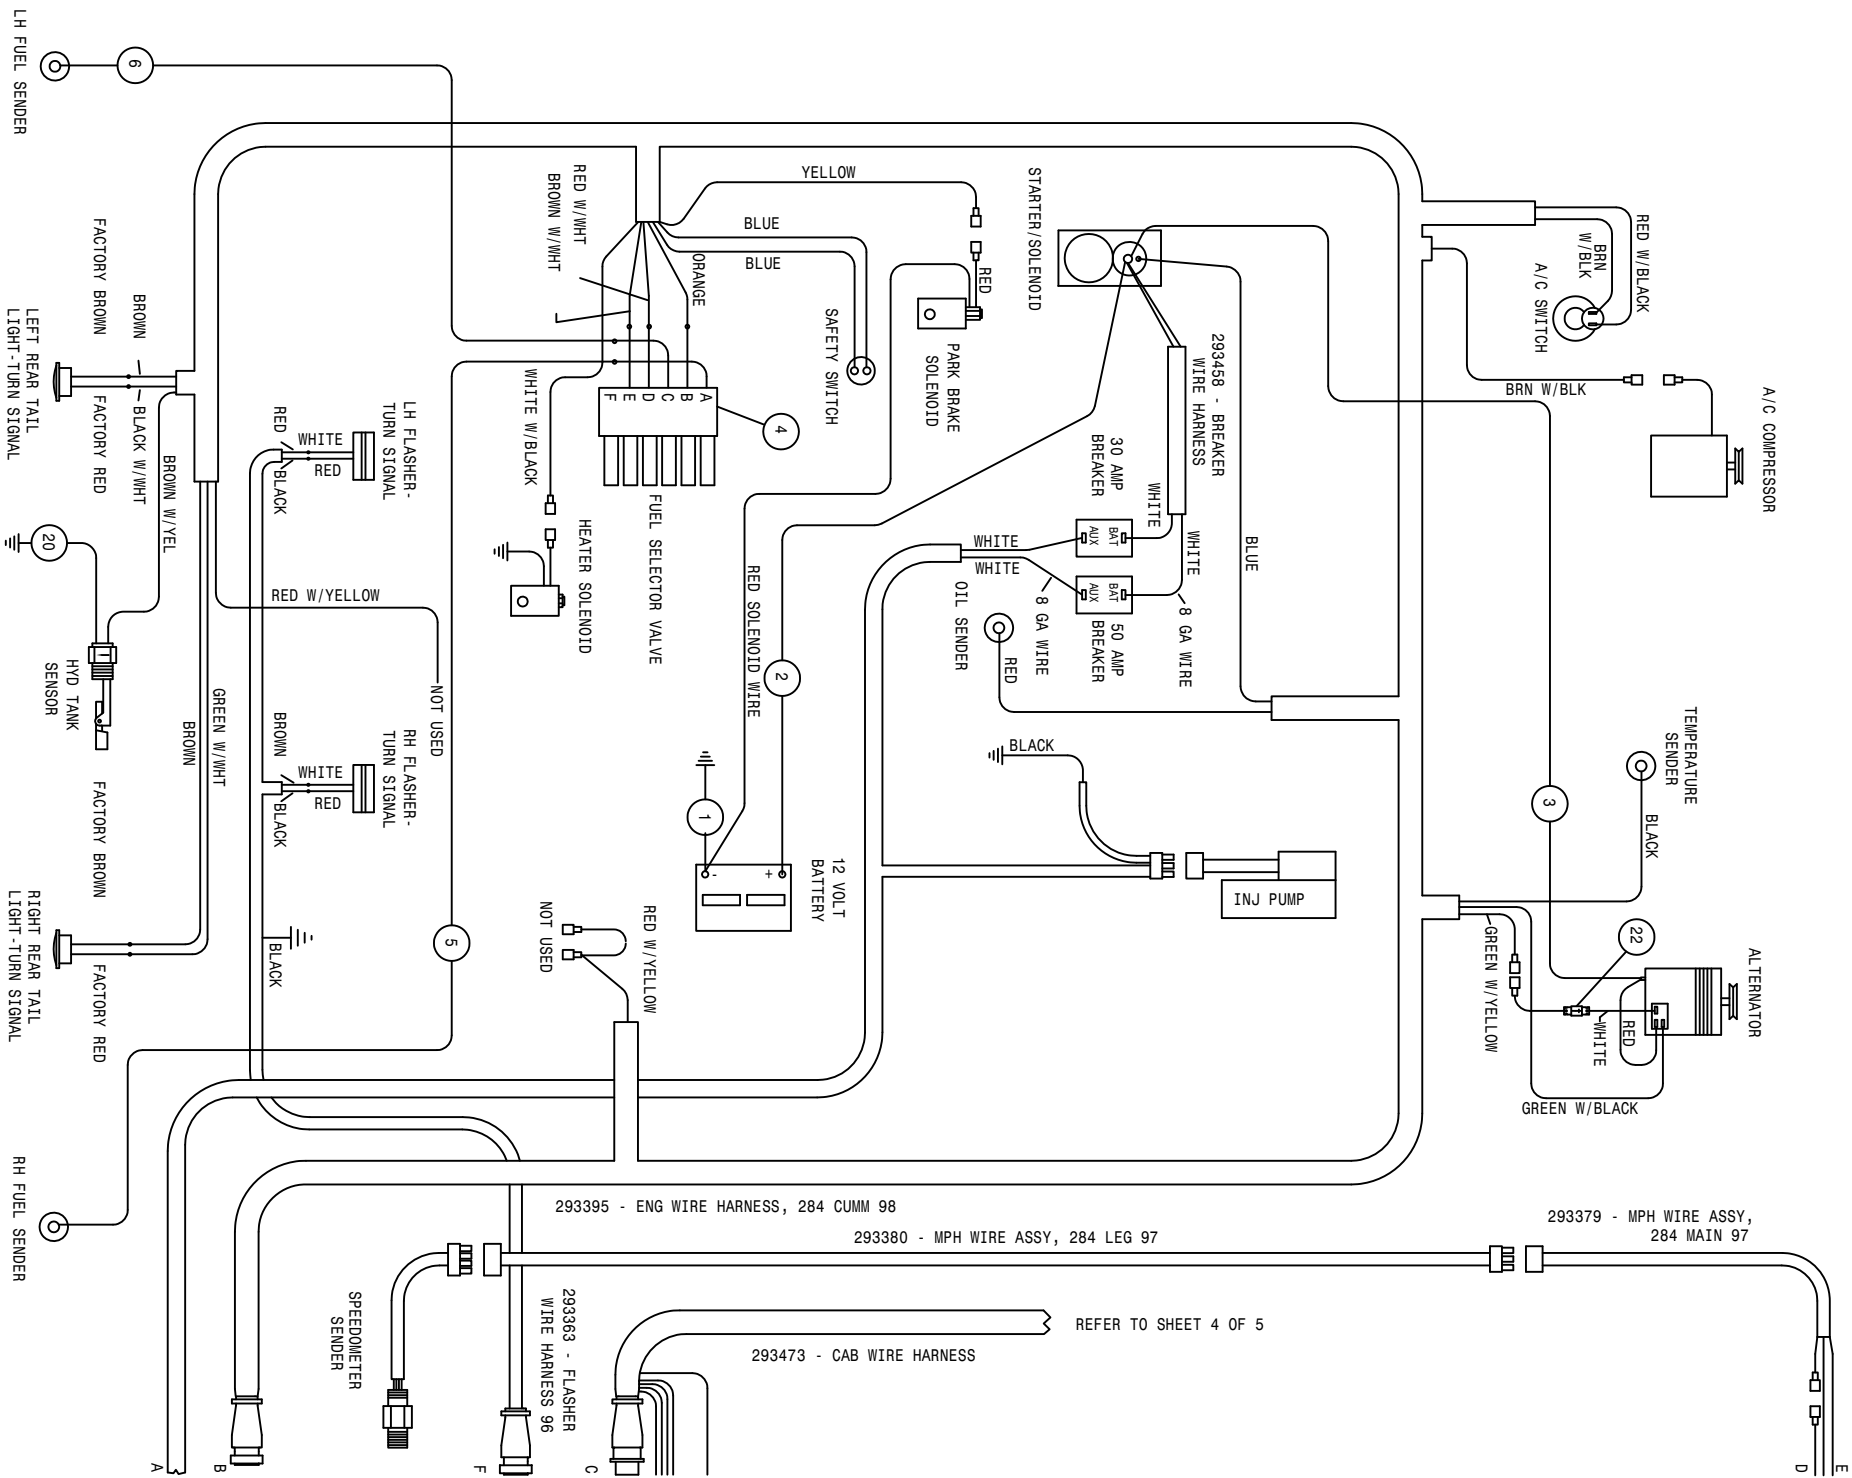 LH FUEL SENDER
6
YELLOW
BLUE
BLUE
ORANGE
RED W/WHT
BROWN W/WHT
RED
STARTER/SOLENOID
SAFETY SWITCH
PARK BRAKE
SOLENOID
293458 - BREAKER
WIRE HARNESS
RED W/BLACK
BRN
W/BLK
A/C SWITCH
BRN W/BLK
A/C COMPRESSOR
FACTORY BROWN
BROWN
LEFT REAR TAIL
LIGHT-TURN SIGNAL
FACTORY RED
BLACK W/WHT
BROWN W/YEL
RED
WHITE
RED
BLACK
LH FLASHER-
TURN SIGNAL
A
B
C
D
E
F
4
WHITE W/BLACK
FUEL SELECTOR VALVE
HEATER SOLENOID
30 AMP
BREAKER
WHITE
WHITE
BAT
AUX
BAT
AUX
WHITE
WHITE
8 GA WIRE
8 GA WIRE
50 AMP
BREAKER
BLUE
OIL SENDER
RED
20
RED W/YELLOW
NOT USED
HYD TANK
SENSOR
GREEN W/WHT
BROWN
BROWN
WHITE
RED
BLACK
RH FLASHER-
TURN SIGNAL
RED SOLENOID WIRE
2
1
BLACK
3
TEMPERATURE
SENDER
BLACK
12 VOLT
BATTERY
-
+
INJ PUMP
FACTORY BROWN
RIGHT REAR TAIL
LIGHT-TURN SIGNAL
FACTORY RED
BLACK
5
NOT USED
RED W/YELLOW
22
GREEN W/YELLOW
WHITE
RED
ALTERNATOR
GREEN W/BLACK
RH FUEL SENDER
293395 - ENG WIRE HARNESS, 284 CUMM 98
293380 - MPH WIRE ASSY, 284 LEG 97
293379 - MPH WIRE ASSY,
284 MAIN 97
SPEEDOMETER
SENDER
293363 - FLASHER
WIRE HARNESS 96
REFER TO SHEET 4 OF 5
293473 - CAB WIRE HARNESS
A
B
F
C
D
E